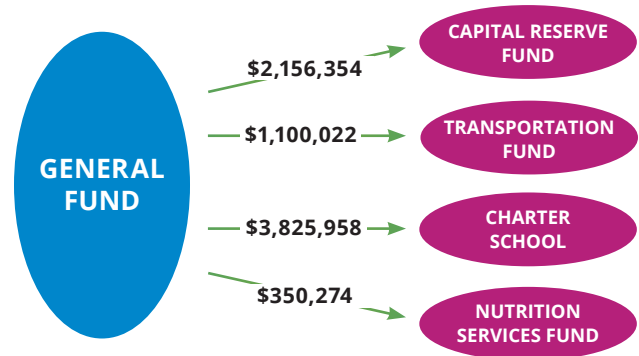 GENERAL
FUND
$2,156,354
CAPITAL RESERVE
FUND
$1,100,022
TRANSPORTATION
FUND
$3,825,958
CHARTER
SCHOOL
$350,274
NUTRITION
SERVICES FUND